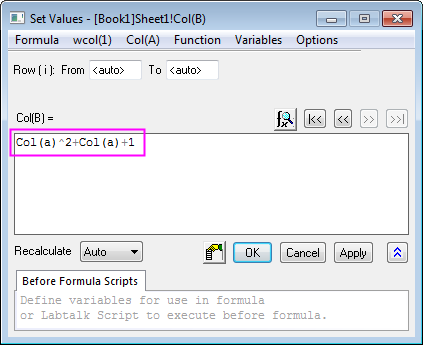 Set Values - [Book1]Sheet1!Col(B)
Formula wcol(1) Col(A) Function Variables Options
Row ( i ): From <auto> To <auto>
Col(B) =
Col(a)^2+Col(a)+1
Recalculate Auto OK Cancel Apply
Before Formula Scripts
Define variables for use in formula
or Labtalk Script to execute before formula.